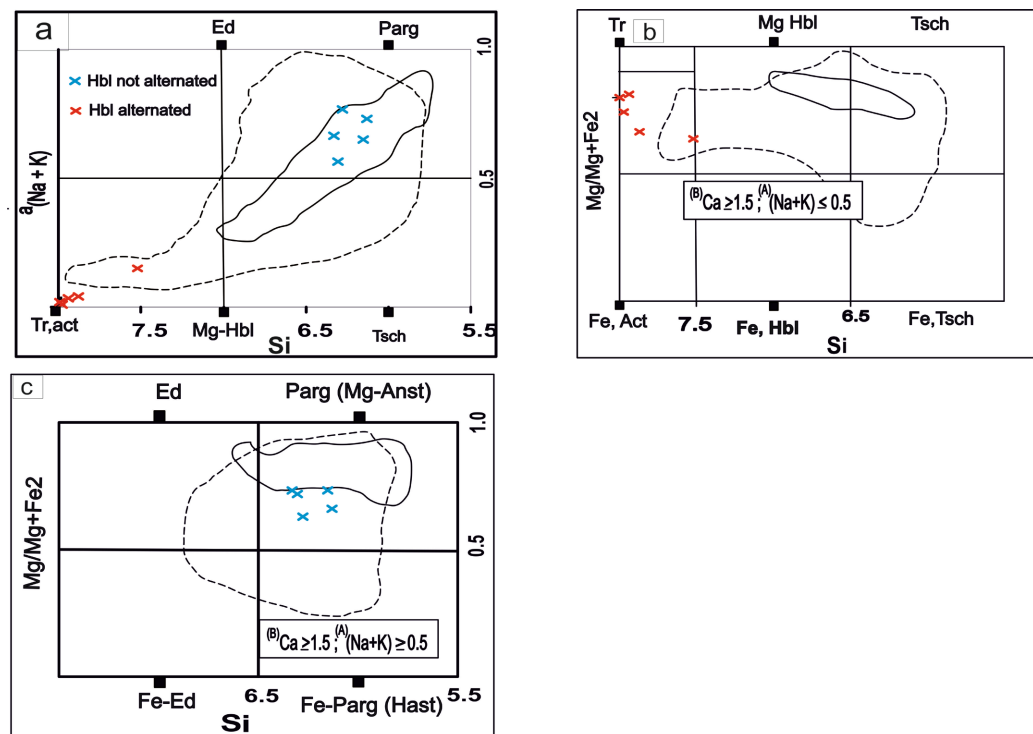 a
Ed
Parg
1.0
Hbl not alternated
Hbl alternated
a(Na + K)
0.5
Tr,act
7.5
Mg-Hbl
6.5
Tsch
5.5
Si
b
Tr
Mg Hbl
Tsch
Mg/Mg+Fe2
(B)Ca ≥1.5 ;(A)(Na+K) ≤ 0.5
Fe, Act
7.5
Fe, Hbl
6.5
Fe,Tsch
Si
c
Ed
Parg (Mg-Anst)
1.0
Mg/Mg+Fe2
0.5
(B)Ca ≥1.5 ;(A)(Na+K) ≥ 0.5
Fe-Ed
6.5
Fe-Parg (Hast)
5.5
Si